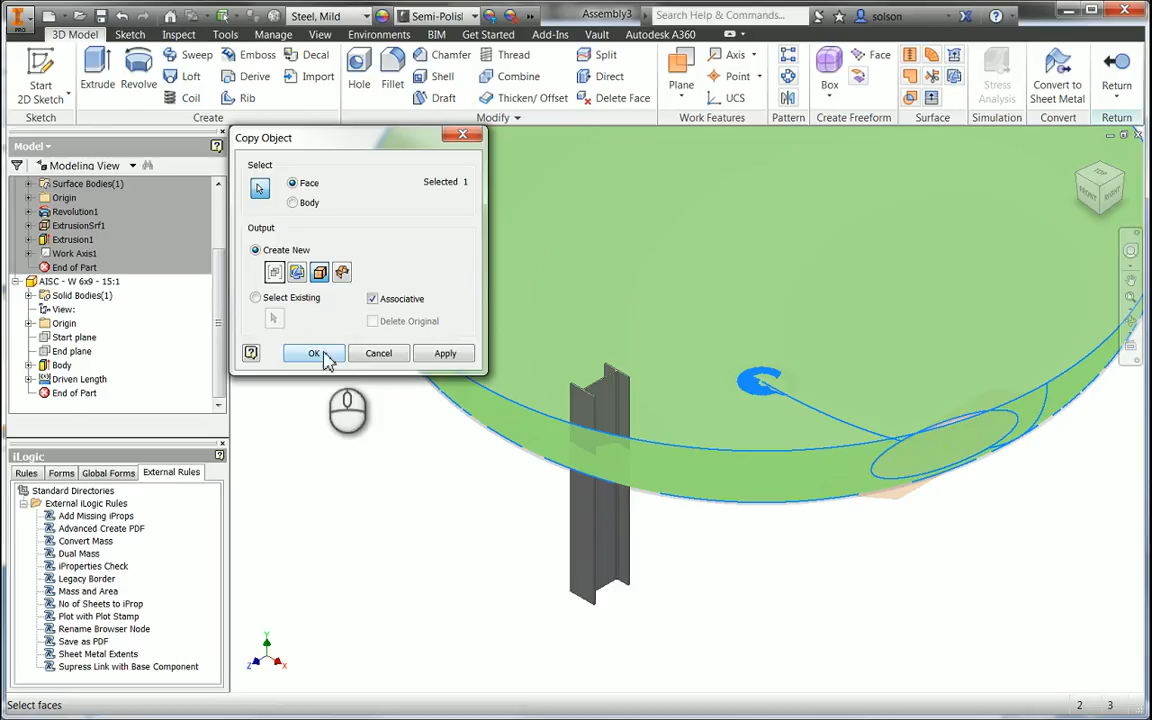 Steel, Mild
Semi-Polisl
Assembly3
Search Help & Commands...
solson
PRO
3D Model
Sketch
Inspect
Tools
Manage
View
Environments
BIM
Get Started
Add-Ins
Vault
Autodesk A360
Start
2D Sketch
Extrude
Revolve
Sweep
Loft
Coil
Emboss
Derive
Rib
Decal
Import
Hole
Fillet
Chamfer
Shell
Draft
Thread
Combine
Thicken/ Offset
Split
Direct
Delete Face
Plane
Axis
Point
UCS
Box
Face
Stress
Analysis
Convert to
Sheet Metal
Return
Sketch
Create
Modify
Work Features
Pattern
Create Freeform
Surface
Simulation
Convert
Return
Model
Modeling View
Surface Bodies(1)
Origin
Revolution1
ExtrusionSrf1
Extrusion1
Work Axis1
End of Part
AISC - W 6x9 - 15:1
Solid Bodies(1)
View:
Origin
Start plane
End plane
Body
Driven Length
End of Part
Copy Object
Select
Face
Selected 1
Body
Output
Create New
Select Existing
Associative
Delete Original
OK
Cancel
Apply
FRONT
RIGHT
iLogic
Rules
Forms
Global Forms
External Rules
Standard Directories
External iLogic Rules
Add Missing iProps
Advanced Create PDF
Convert Mass
Dual Mass
iProperties Check
Legacy Border
Mass and Area
No of Sheets to iProp
Plot with Plot Stamp
Rename Browser Node
Save as PDF
Sheet Metal Extents
Supress Link with Base Component
Y
Z
X
Select faces
2
3